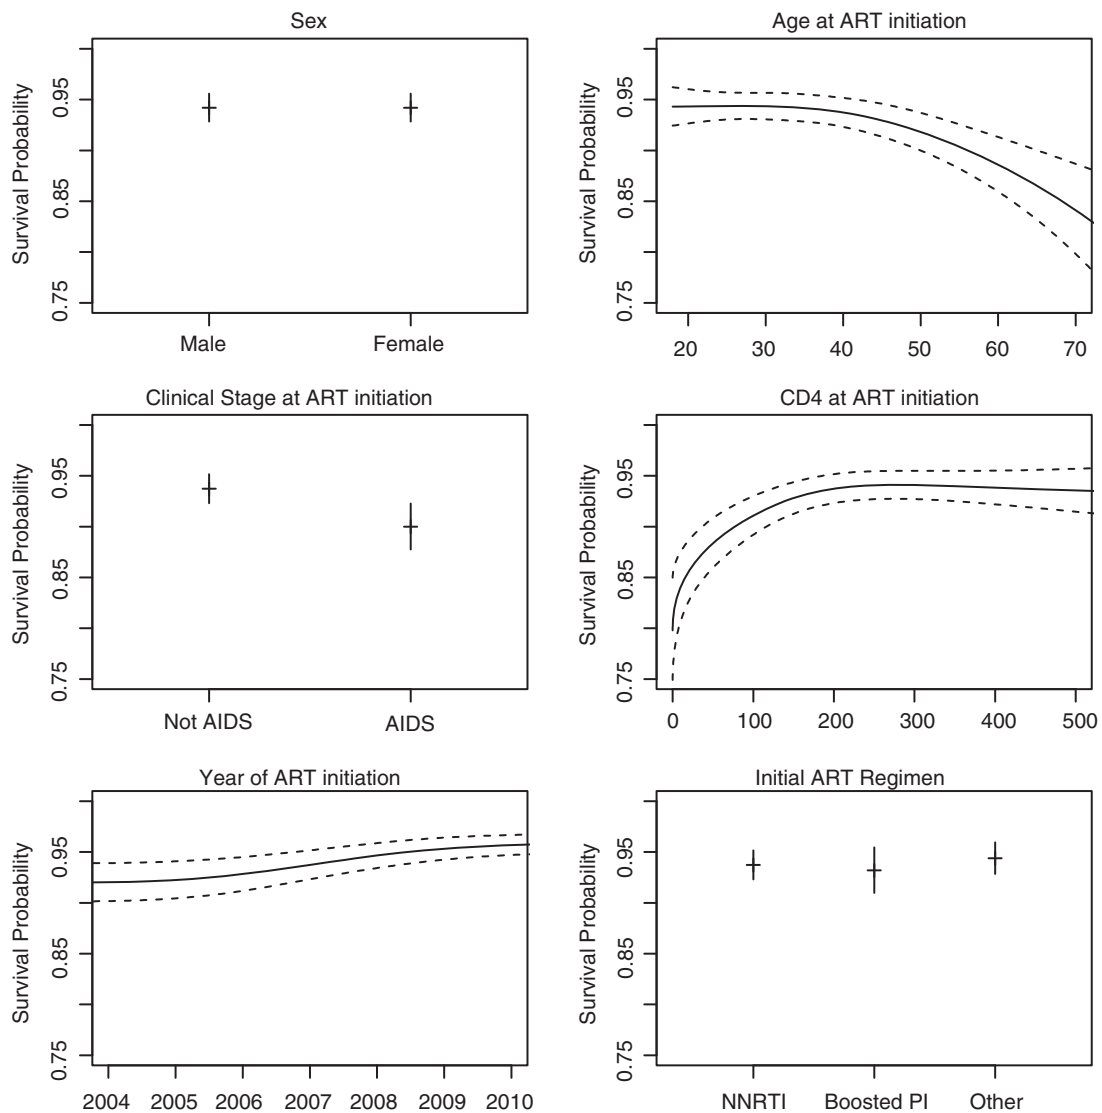 Sex
Survival Probability
0.95
0.85
0.75
Male Female
Age at ART initiation
Survival Probability
0.95
0.85
0.75
20 30 40 50 60 70
Clinical Stage at ART initiation
Survival Probability
0.95
0.85
0.75
Not AIDS AIDS
CD4 at ART initiation
Survival Probability
0.95
0.85
0.75
0 100 200 300 400 500
Year of ART initiation
Survival Probability
0.95
0.85
0.75
2004 2005 2006 2007 2008 2009 2010
Initial ART Regimen
Survival Probability
0.95
0.85
0.75
NNRTI Boosted PI Other